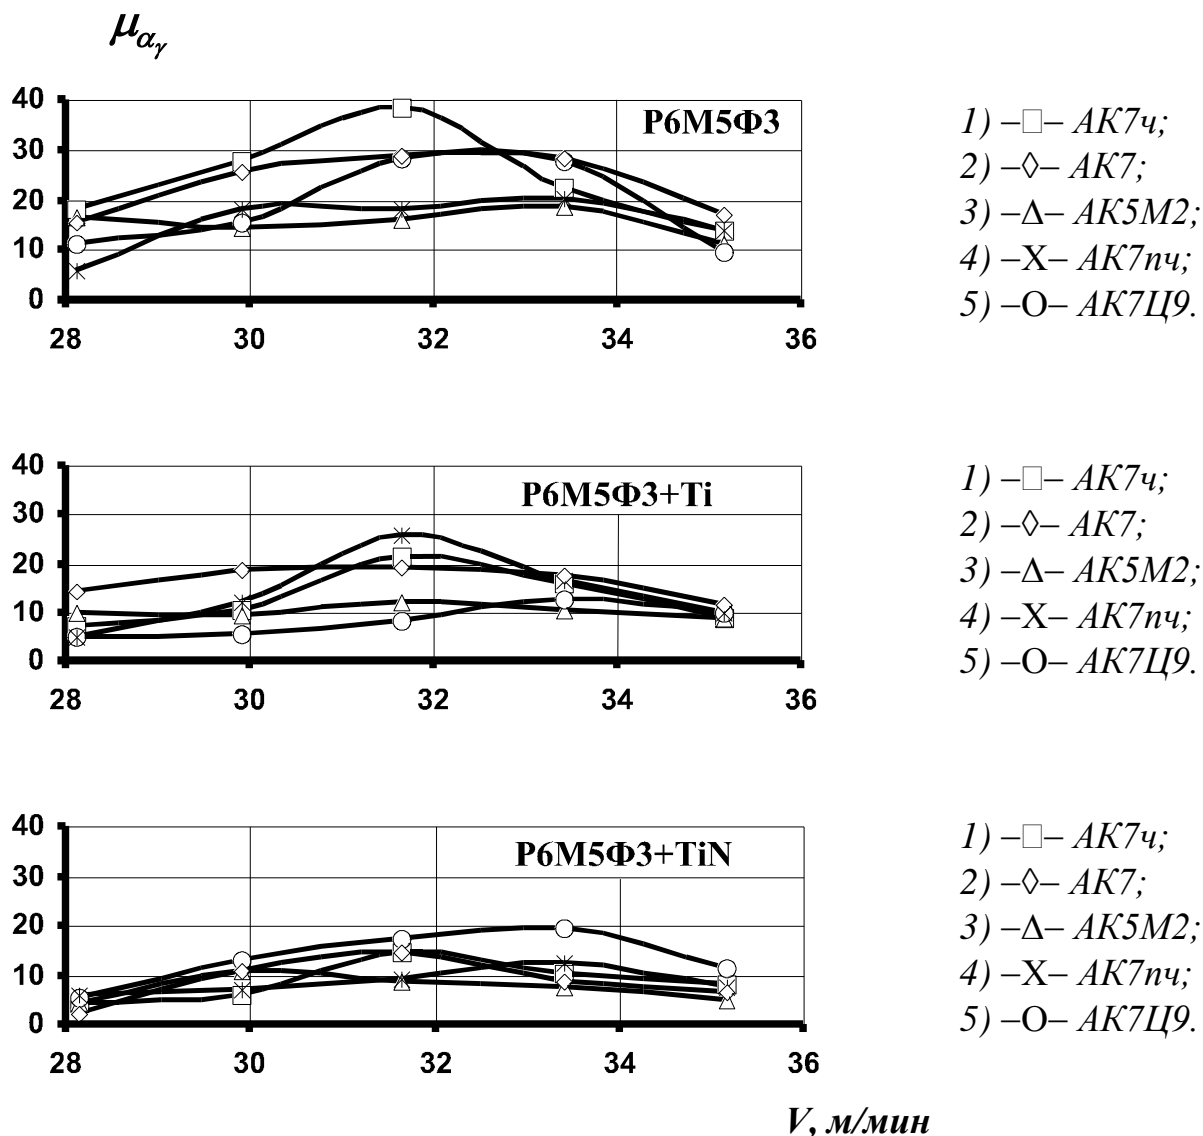 μαγ
40
30
20
10
0
28 30 32 34 36
Р6М5Ф3
1) –□– АК7ч;
2) –◊– АК7;
3) –Δ– АК5М2;
4) –Х– АК7пч;
5) –О– АК7Ц9.
40
30
20
10
0
28 30 32 34 36
Р6М5Ф3+Ti
1) –□– АК7ч;
2) –◊– АК7;
3) –Δ– АК5М2;
4) –Х– АК7пч;
5) –О– АК7Ц9.
40
30
20
10
0
28 30 32 34 36
Р6М5Ф3+TiN
1) –□– АК7ч;
2) –◊– АК7;
3) –Δ– АК5М2;
4) –Х– АК7пч;
5) –О– АК7Ц9.
V, м/мин